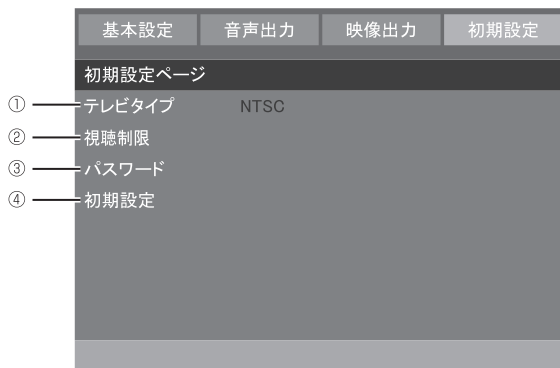 基本設定 音声出力 映像出力 初期設定
初期設定ページ
① テレビタイプ NTSC
② 視聴制限
③ パスワード
④ 初期設定